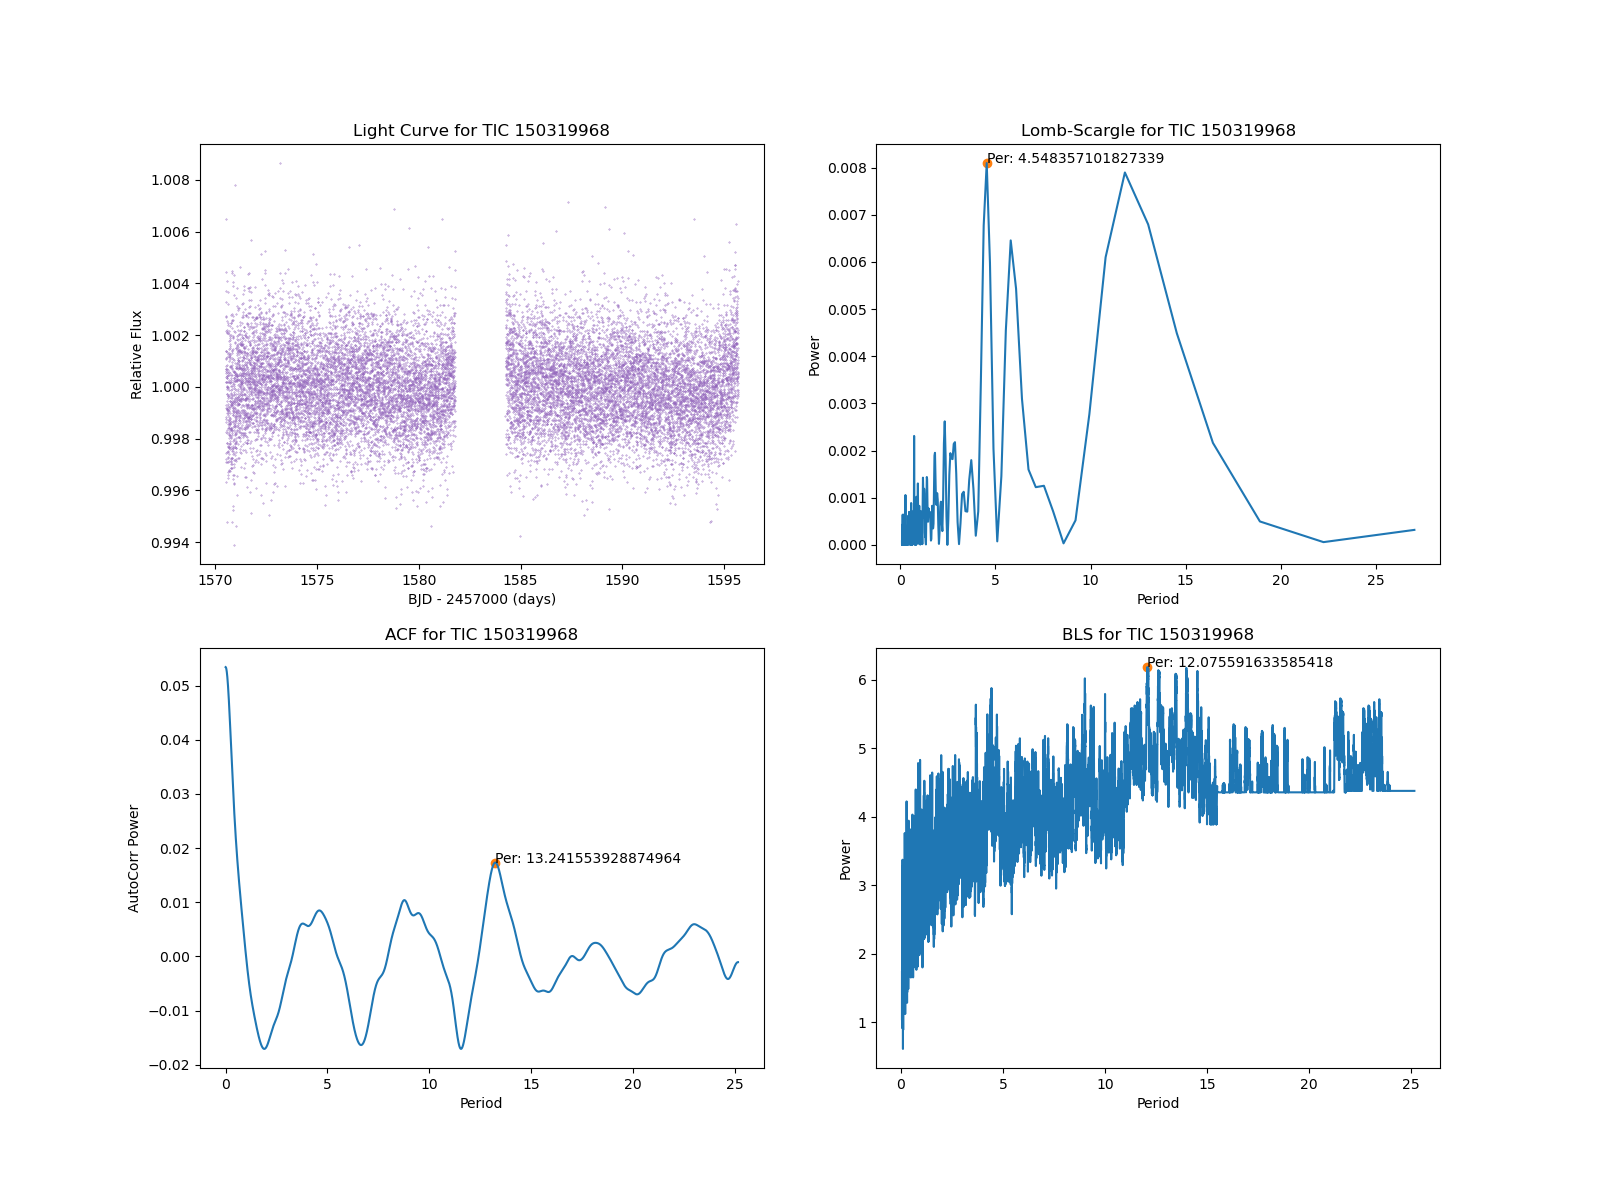 Light Curve for TIC 150319968
1.008
1.006
1.004
1.002
1.000
0.998
0.996
0.994
Relative Flux
1570 1575 1580 1585 1590 1595
BJD - 2457000 (days)
Lomb-Scargle for TIC 150319968
Per: 4.548357101827339
0.008
0.007
0.006
0.005
0.004
0.003
0.002
0.001
0.000
Power
0 5 10 15 20 25
Period
ACF for TIC 150319968
0.05
0.04
0.03
0.02
0.01
0.00
−0.01
−0.02
AutoCorr Power
Per: 13.241553928874964
0 5 10 15 20 25
Period
BLS for TIC 150319968
Per: 12.075591633585418
6
5
4
3
2
1
Power
0 5 10 15 20 25
Period